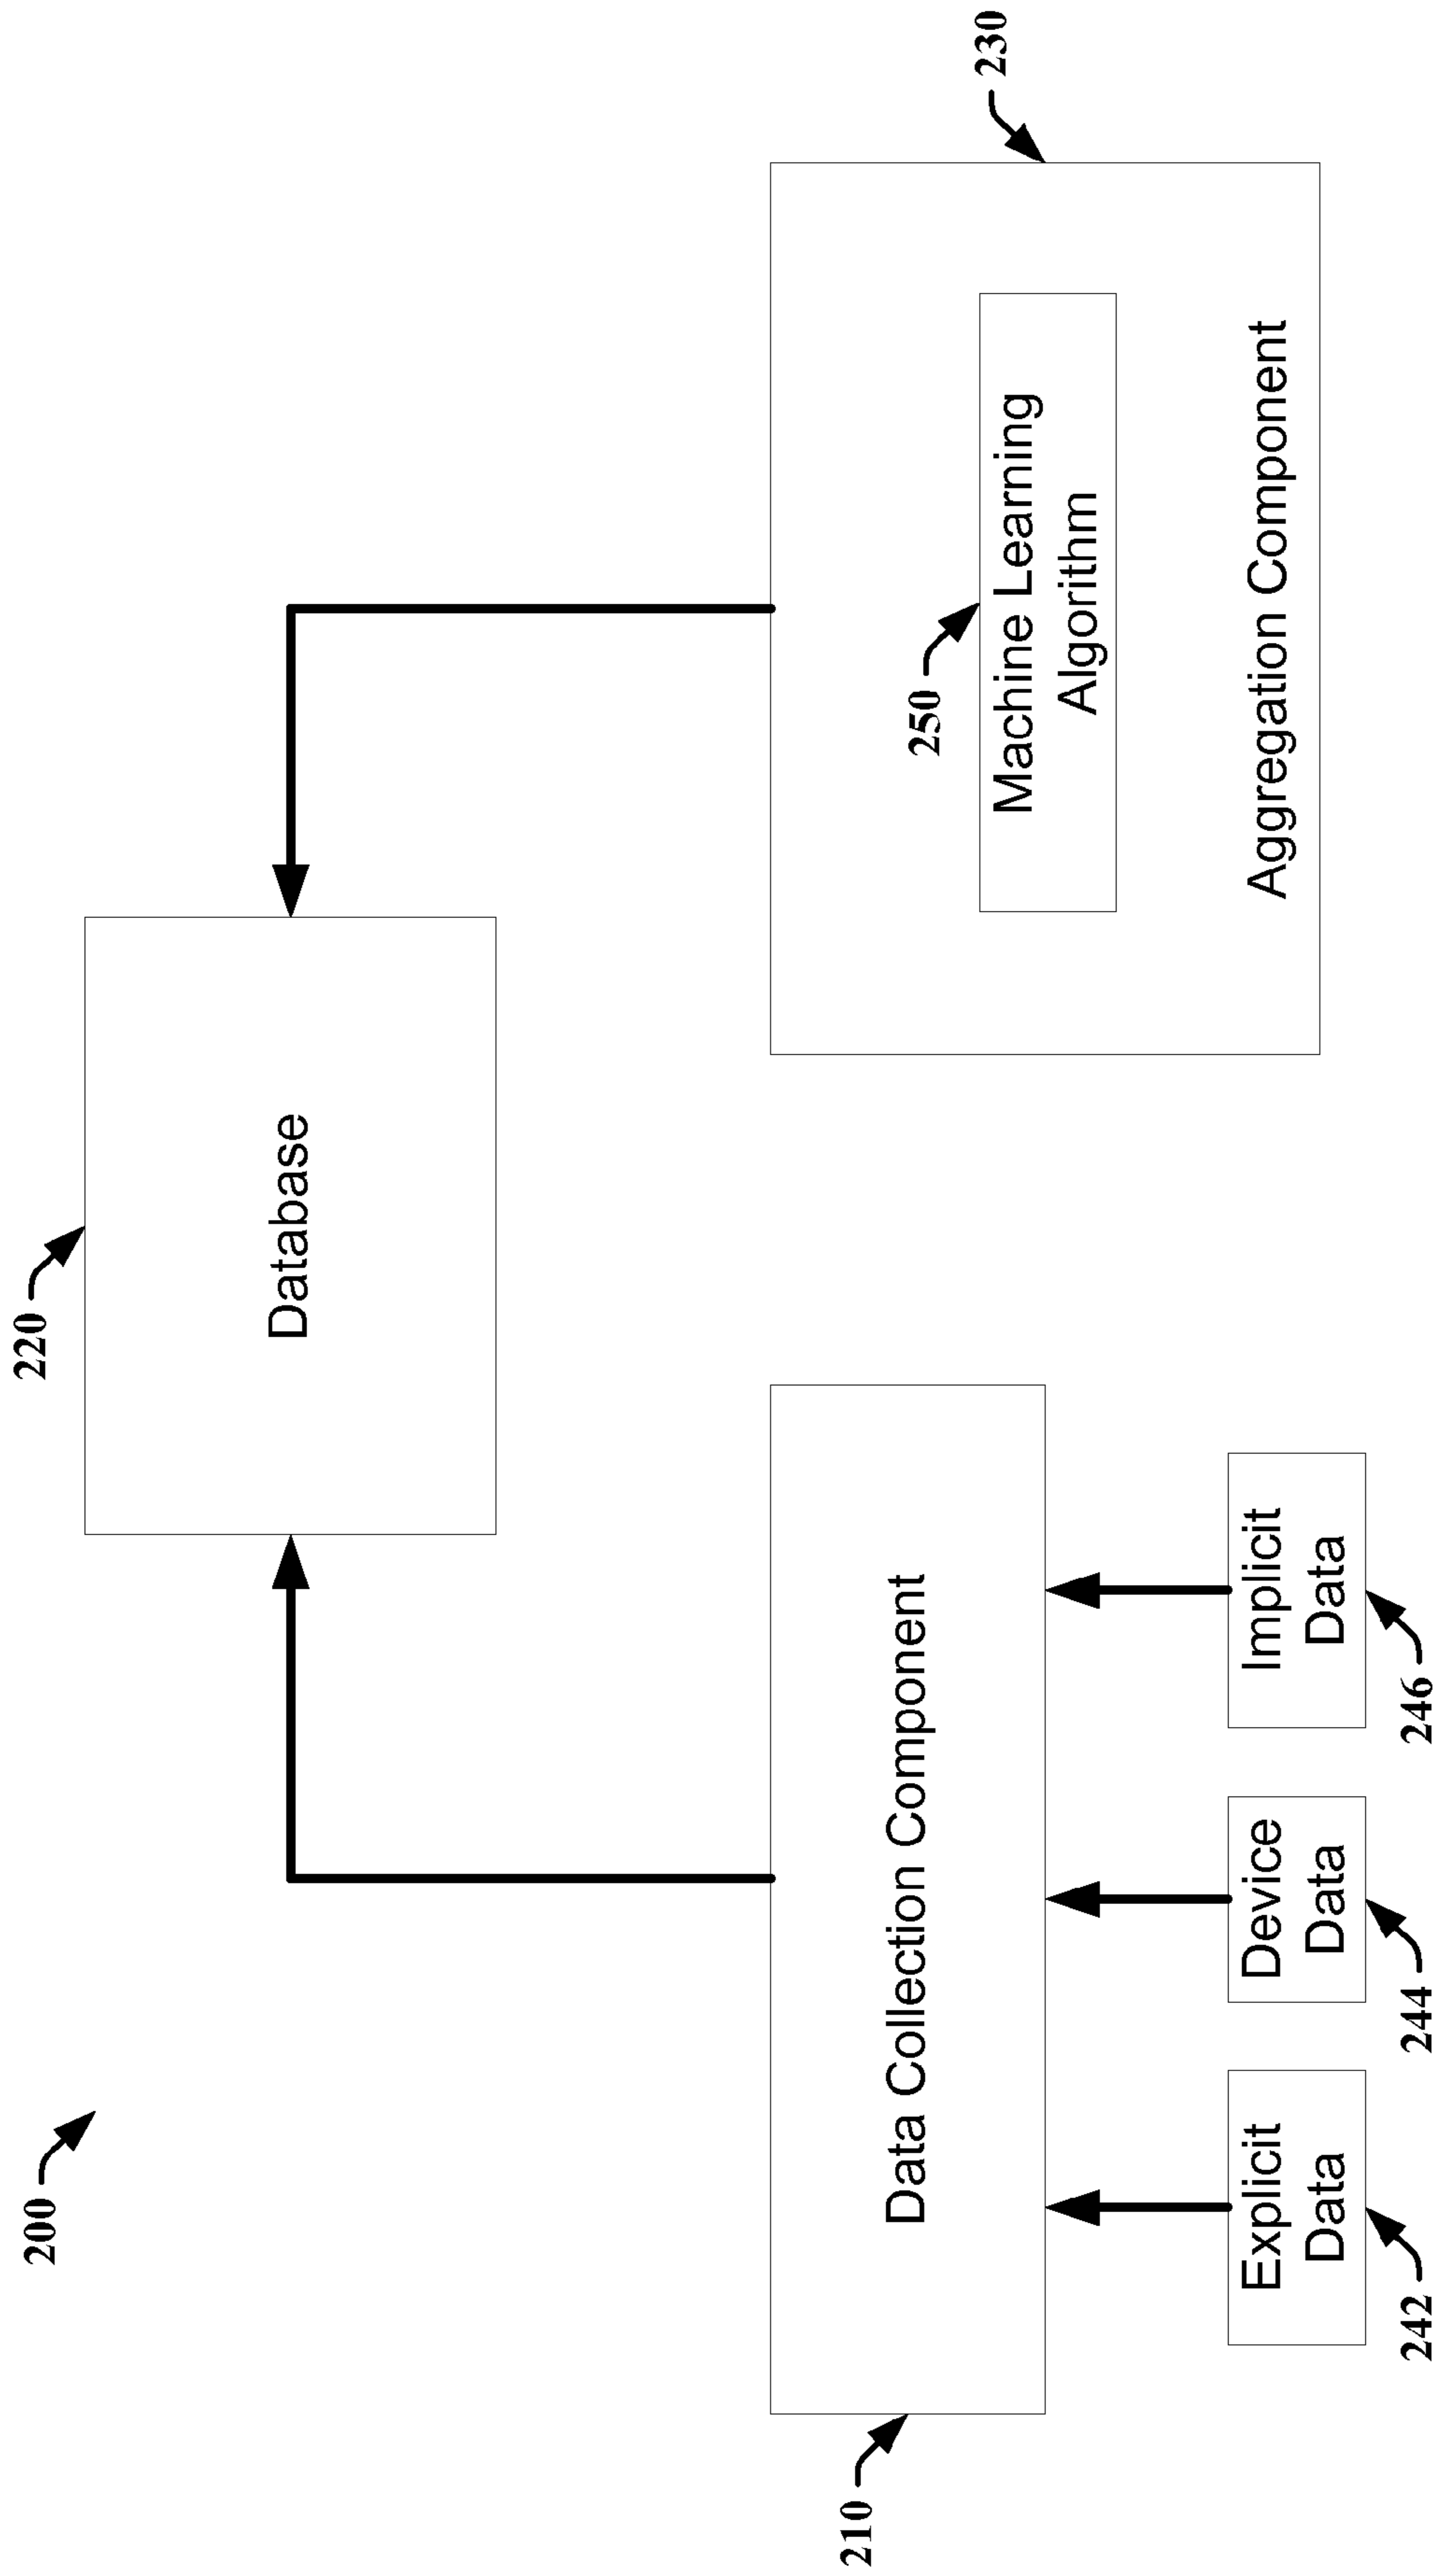 200
220
Database
210
Data Collection Component
230
250
Machine Learning
Algorithm
Aggregation Component
Explicit
Data
Device
Data
Implicit
Data
242
244
246